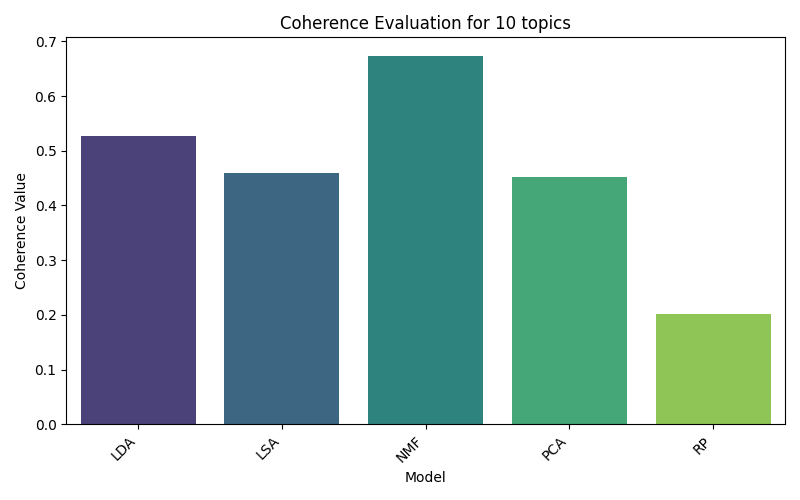 Coherence Evaluation for 10 topics
Coherence Value
0.7
0.6
0.5
0.4
0.3
0.2
0.1
0.0
LDA
LSA
NMF
PCA
RP
Model